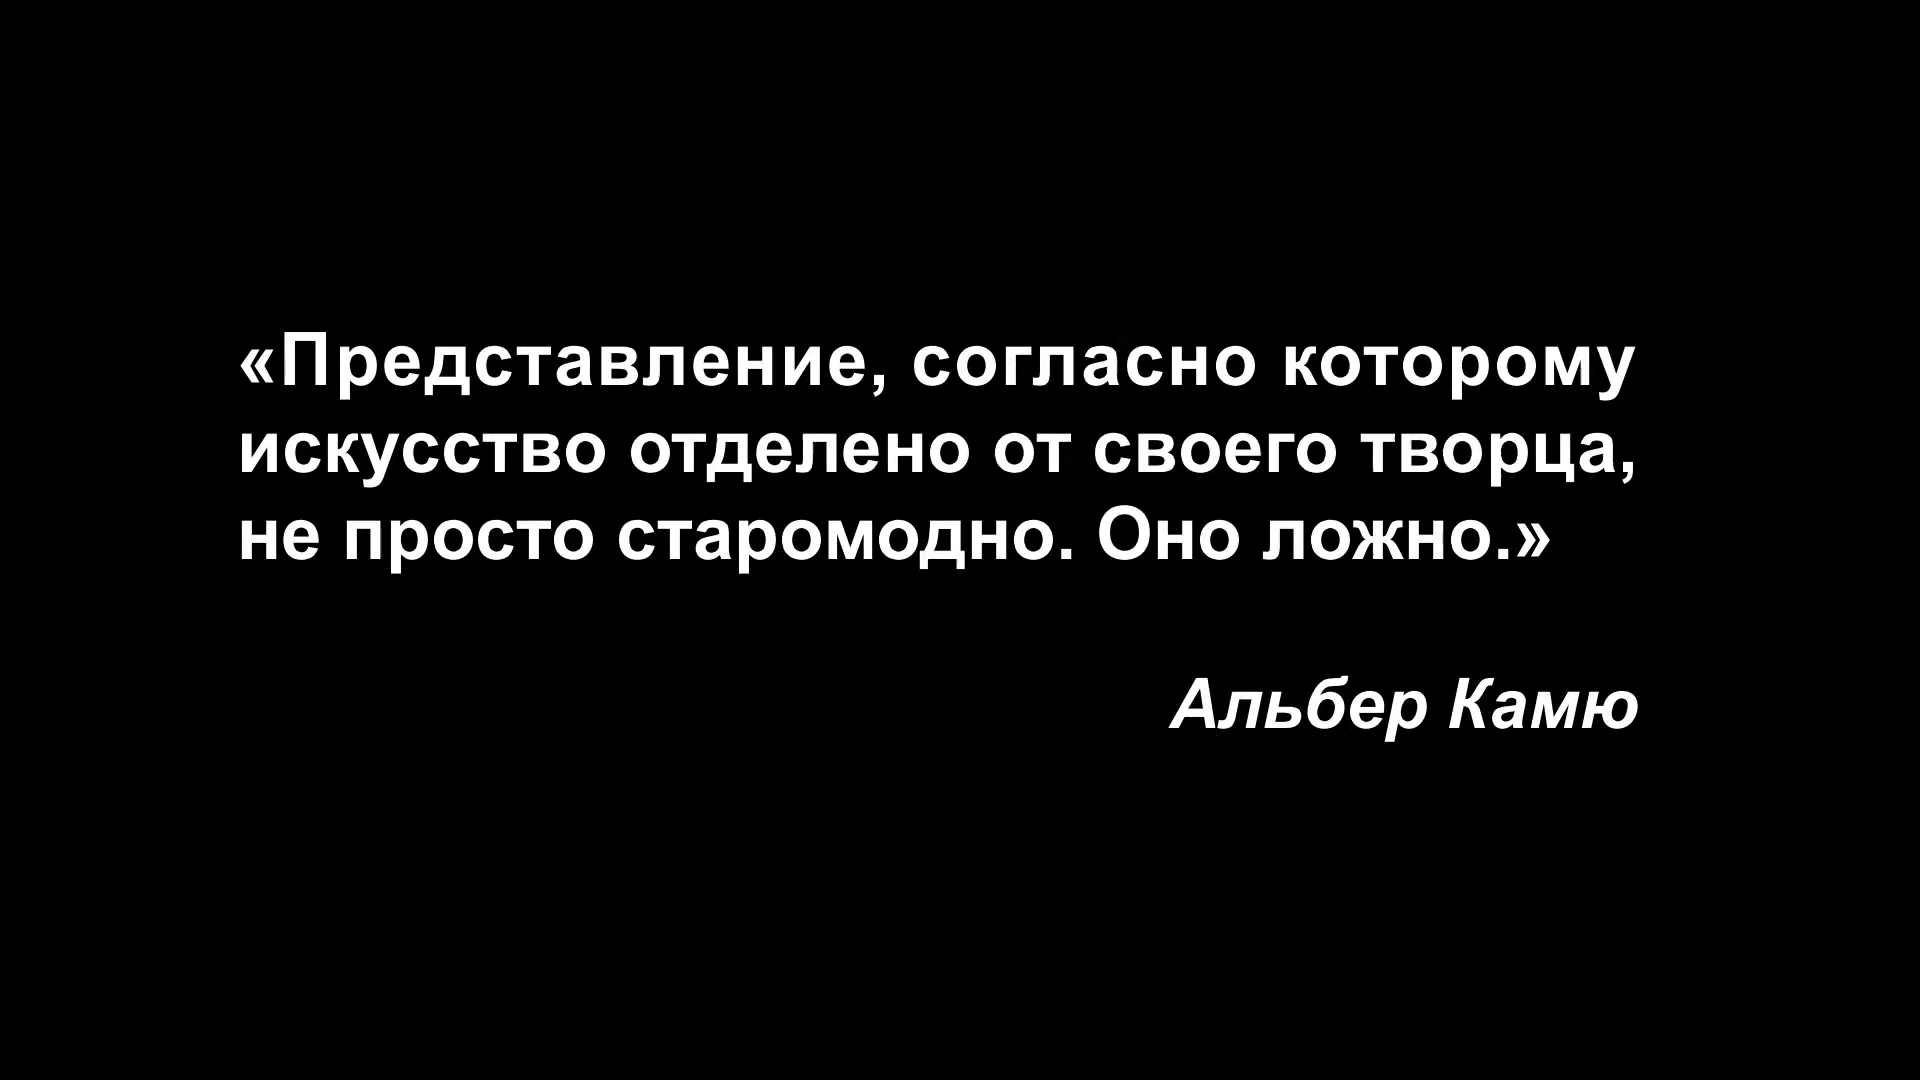 «Представление, согласно которому
искусство отделено от своего творца,
не просто старомодно. Оно ложно.»
Альбер Камю